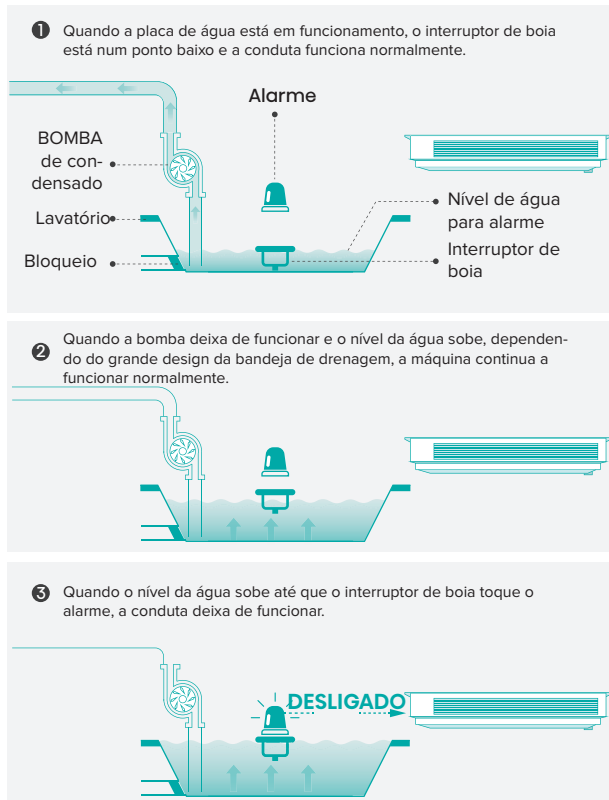 1 Quando a placa de água está em funcionamento, o interruptor de boia
está num ponto baixo e a conduta funciona normalmente.
Alarme
BOMBA
de con-
densado
Lavatório
Bloqueio
Nível de água
para alarme
Interruptor de
boia
2 Quando a bomba deixa de funcionar e o nível da água sobe, dependen-
do do grande design da bandeja de drenagem, a máquina continua a
funcionar normalmente.
3 Quando o nível da água sobe até que o interruptor de boia toque o
alarme, a conduta deixa de funcionar.
DESLIGADO